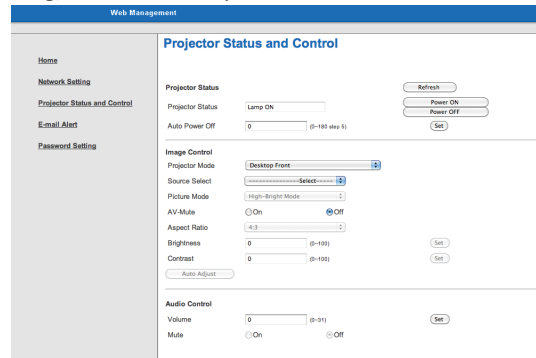 Web Management
Projector Status and Control
Home
Network Setting
Projector Status and Control
E-mail Alert
Password Setting
Projector Status
Refresh
Projector Status
Lamp ON
Power ON
Power OFF
Auto Power Off
0
(0~180 step 5)
Set
Image Control
Projector Mode
Desktop Front
Source Select
---------------Select-----
Picture Mode
High-Bright Mode
AV-Mute
On
Off
Aspect Ratio
4:3
Brightness
0
(0~100)
Set
Contrast
0
(0~100)
Set
Auto Adjust
Audio Control
Volume
0
(0~31)
Set
Mute
On
Off